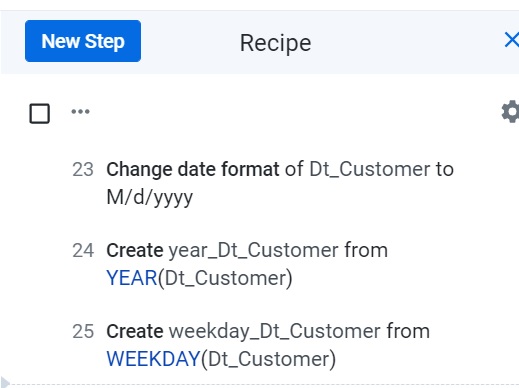 New Step
Recipe
23 Change date format of Dt_Customer to
M/d/yyyy
24 Create year_Dt_Customer from
YEAR(Dt_Customer)
25 Create weekday_Dt_Customer from
WEEKDAY(Dt_Customer)